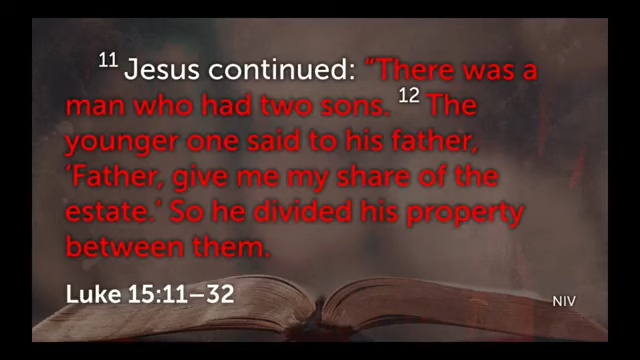 11 Jesus continued: "There was a
man who had two sons. 12 The
younger one said to his father,
'Father, give me my share of the
estate.' So he divided his property
between them.
Luke 15:11–32
NIV